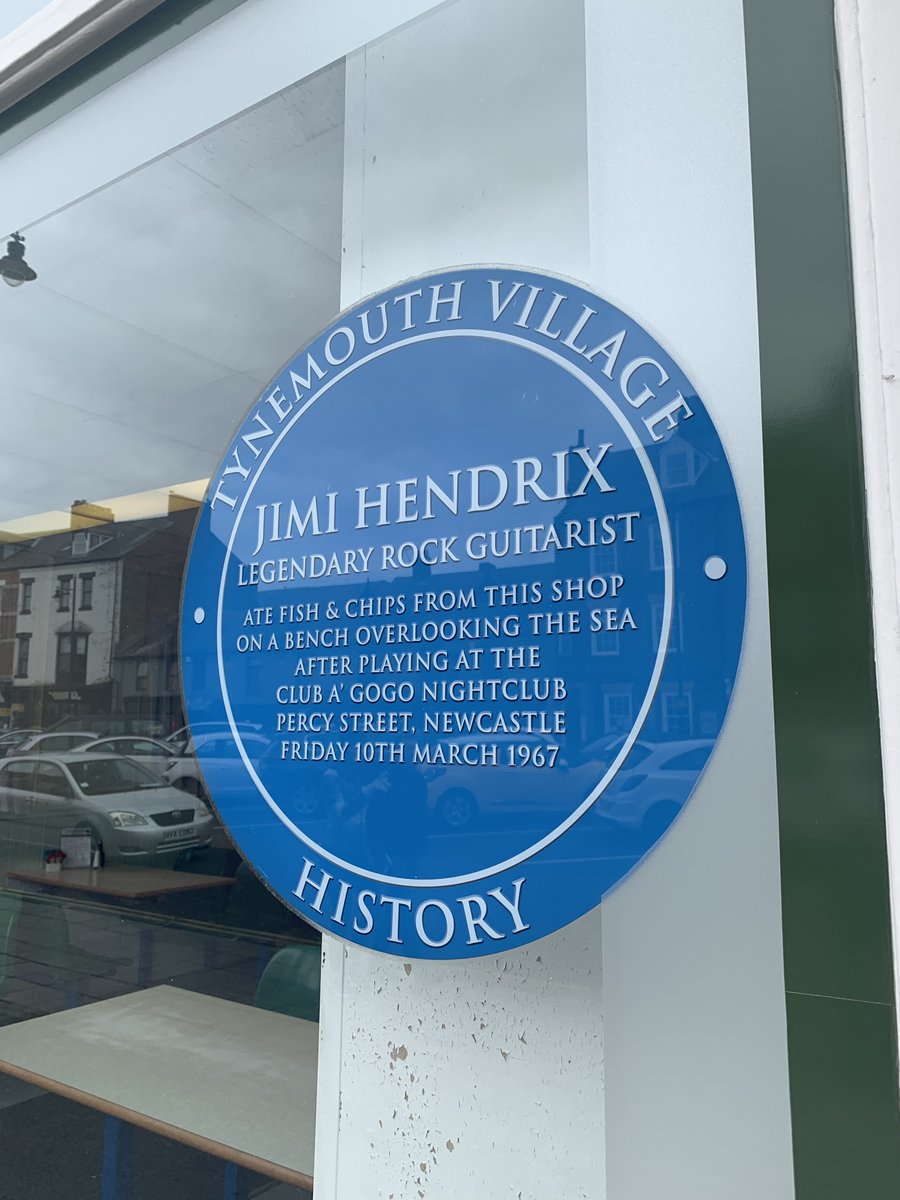 TYNEMOUTH VILLAGE
JIMI HENDRIX
LEGENDARY ROCK GUITARIST
ATE FISH & CHIPS FROM THIS SHOP
ON A BENCH OVERLOOKING THE SEA
AFTER PLAYING AT THE
CLUB A' GOGO NIGHTCLUB
PERCY STREET, NEWCASTLE
FRIDAY 10TH MARCH 1967
HISTORY